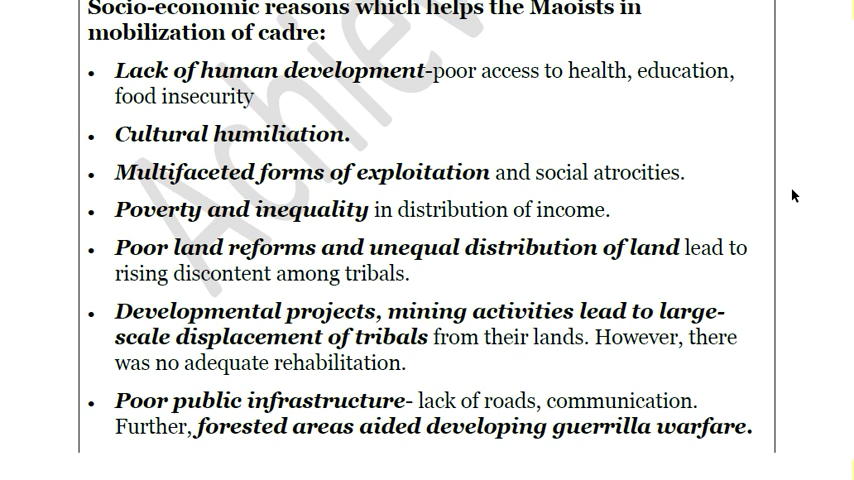 Socio-economic reasons which helps the Maoists in
mobilization of cadre:
• Lack of human development-poor access to health, education,
food insecurity
• Cultural humiliation.
• Multifaceted forms of exploitation and social atrocities.
• Poverty and inequality in distribution of income.
• Poor land reforms and unequal distribution of land lead to
rising discontent among tribals.
• Developmental projects, mining activities lead to large-
scale displacement of tribals from their lands. However, there
was no adequate rehabilitation.
• Poor public infrastructure- lack of roads, communication.
Further, forested areas aided developing guerrilla warfare.